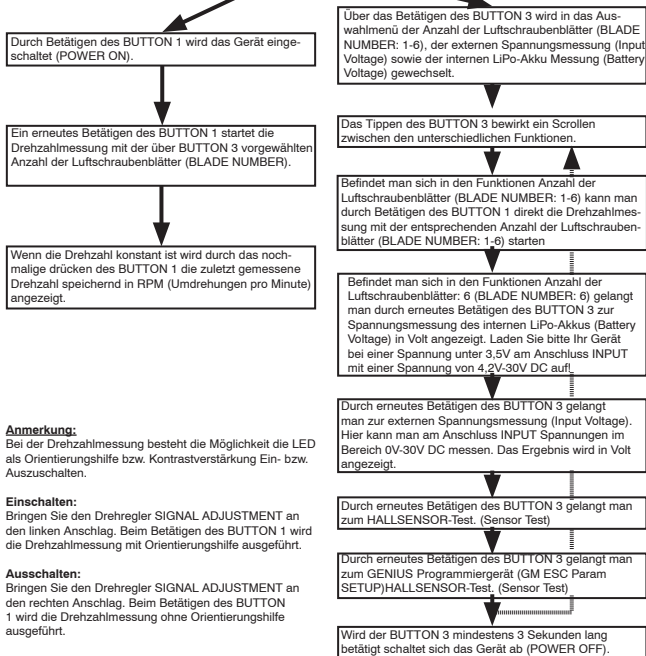 Durch Betätigen des BUTTON 1 wird das Gerät einge-
schaltet (POWER ON).
Ein erneutes Betätigen des BUTTON 1 startet die
Drehzahlmessung mit der über BUTTON 3 vorgewählten
Anzahl der Luftschraubenblätter (BLADE NUMBER).
Wenn die Drehzahl konstant ist wird durch das noch-
malige drücken des BUTTON 1 die zuletzt gemessene
Drehzahl speichernd in RPM (Umdrehungen pro Minute)
angezeigt.
Anmerkung:
Bei der Drehzahlmessung besteht die Möglichkeit die LED
als Orientierungshilfe bzw. Kontrastverstärkung Ein- bzw.
Auszuschalten.
Einschalten:
Bringen Sie den Drehregler SIGNAL ADJUSTMENT an
den linken Anschlag. Beim Betätigen des BUTTON 1 wird
die Drehzahlmessung mit Orientierungshilfe ausgeführt.
Ausschalten:
Bringen Sie den Drehregler SIGNAL ADJUSTMENT an
den rechten Anschlag. Beim Betätigen des BUTTON
1 wird die Drehzahlmessung ohne Orientierungshilfe
ausgeführt.
Über das Betätigen des BUTTON 3 wird in das Aus-
wahlmenü der Anzahl der Luftschraubenblätter (BLADE
NUMBER: 1-6), der externen Spannungsmessung (Input
Voltage) sowie der internen LiPo-Akku Messung (Battery
Voltage) gewechselt.
Das Tippen des BUTTON 3 bewirkt ein Scrollen
zwischen den unterschiedlichen Funktionen.
Befindet man sich in den Funktionen Anzahl der
Luftschraubenblätter (BLADE NUMBER: 1-6) kann man
durch Betätigen des BUTTON 1 direkt die Drehzahlmes-
sung mit der entsprechenden Anzahl der Luftschrauben-
blätter (BLADE NUMBER: 1-6) starten
Befindet man sich in den Funktionen Anzahl der
Luftschraubenblätter: 6 (BLADE NUMBER: 6) gelangt
man durch erneutes Betätigen des BUTTON 3 zur
Spannungsmessung des internen LiPo-Akkus (Battery
Voltage) in Volt angezeigt. Laden Sie bitte Ihr Gerät
bei einer Spannung unter 3,5V am Anschluss INPUT
mit einer Spannung von 4,2V-30V DC auf!
Durch erneutes Betätigen des BUTTON 3 gelangt
man zur externen Spannungsmessung (Input Voltage).
Hier kann man am Anschluss INPUT Spannungen im
Bereich 0V-30V DC messen. Das Ergebnis wird in Volt
angezeigt.
Durch erneutes Betätigen des BUTTON 3 gelangt man
zum HALLSENSOR-Test. (Sensor Test)
Durch erneutes Betätigen des BUTTON 3 gelangt man
zum GENIUS Programmiergerät (GM ESC Param
SETUP)HALLSENSOR-Test. (Sensor Test)
Wird der BUTTON 3 mindestens 3 Sekunden lang
betätigt schaltet sich das Gerät ab (POWER OFF).